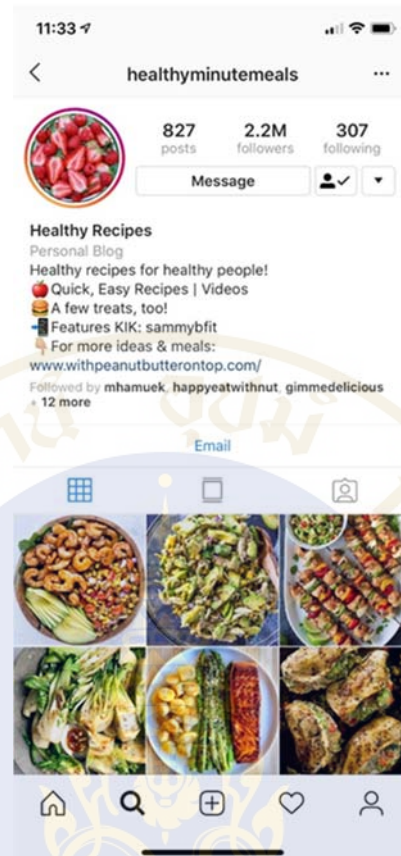 11:33
healthyminutemeals
827 2.2M 307
posts followers following
Message
Healthy Recipes
Personal Blog
Healthy recipes for healthy people!
🍎Quick, Easy Recipes | Videos
🍔A few treats, too!
📲Features KIK: sammybfit
👇🏼For more ideas & meals:
www.withpeanutbutterontop.com/
Followed by mhamuek, happyeatwithnut, gimmedelicious
+ 12 more
Email